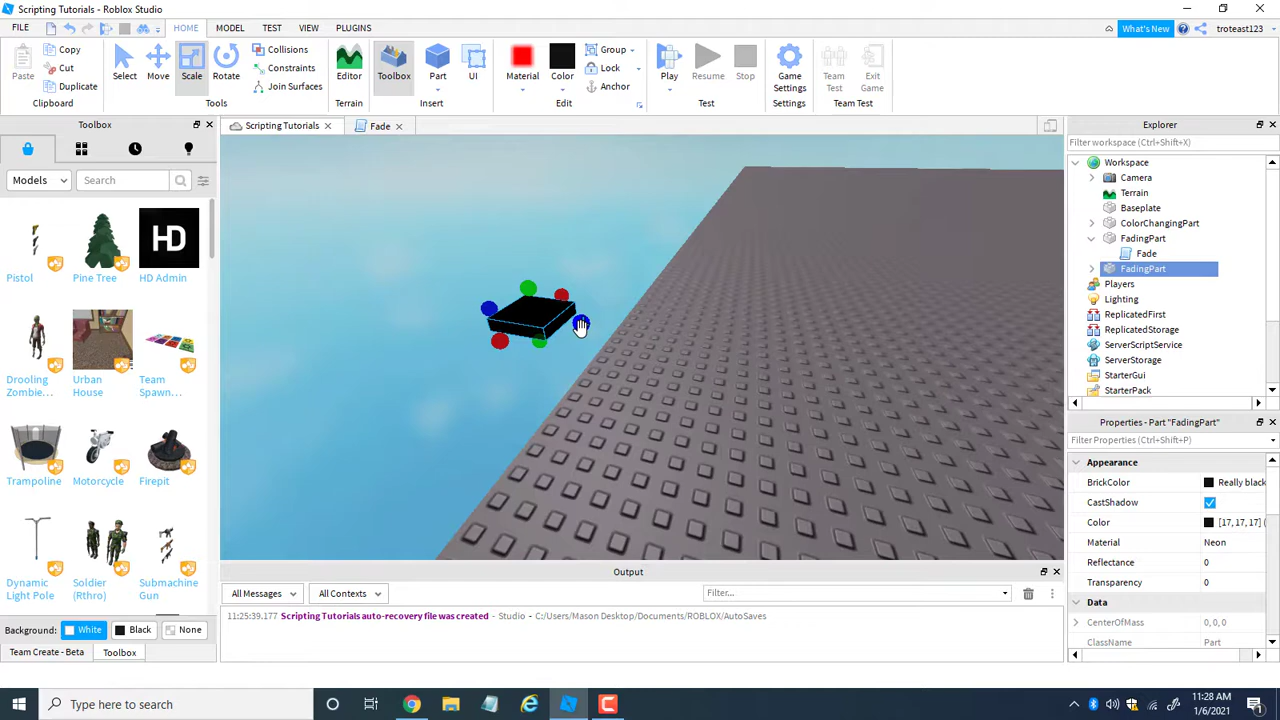 Scripting Tutorials - Roblox Studio
FILE HOME MODEL TEST VIEW PLUGINS What's New troteast123
Paste Copy Cut Duplicate Clipboard
Select Move Scale Rotate Collisions Constraints Join Surfaces Tools
Editor Terrain
Toolbox Part UI Insert
Material Color Group Lock Anchor Edit
Play Resume Stop Test
Game Settings Settings
Team Test Exit Game Team Test
Toolbox
Models Search
Pistol Pine Tree HD Admin
HD
Drooling Zombie... Urban House Team Spawn...
Trampoline Motorcycle Firepit
Dynamic Light Pole Soldier (Rthro) Submachine Gun
Background: White Black None
Team Create - Beta Toolbox
Scripting Tutorials Fade
Output
All Messages All Contexts Filter...
11:25:39.177 Scripting Tutorials auto-recovery file was created - Studio - C:/Users/Mason Desktop/Documents/ROBLOX/AutoSaves
Explorer
Filter workspace (Ctrl+Shift+X)
Workspace
Camera
Terrain
Baseplate
ColorChangingPart
FadingPart
Fade
FadingPart
Players
Lighting
ReplicatedFirst
ReplicatedStorage
ServerScriptService
ServerStorage
StarterGui
StarterPack
Properties - Part "FadingPart"
Filter Properties (Ctrl+Shift+P)
Appearance
BrickColor Really black
CastShadow
Color [17, 17, 17] (
Material Neon
Reflectance 0
Transparency 0
Data
CenterOfMass 0, 0, 0
ClassName Part
Type here to search
11:28 AM
1/6/2021